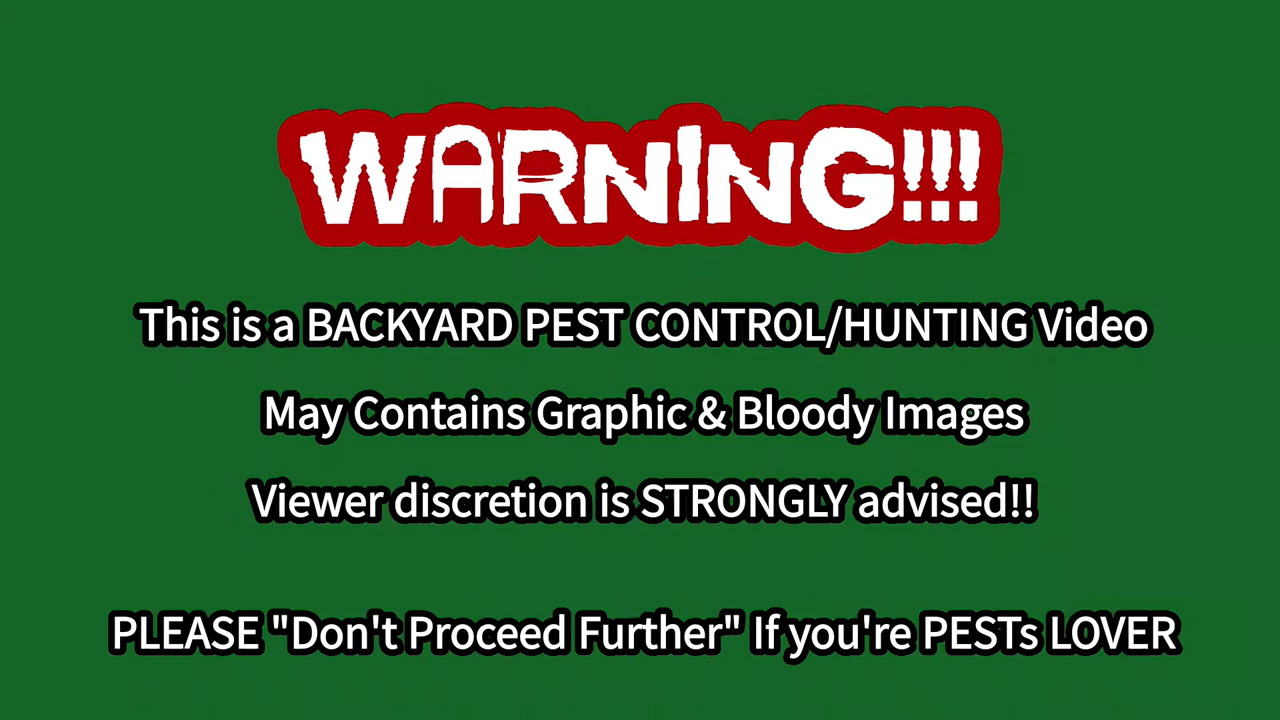 WARNING!!!
This is a BACKYARD PEST CONTROL/HUNTING Video
May Contains Graphic & Bloody Images
Viewer discretion is STRONGLY advised!!
PLEASE "Don't Proceed Further" If you're PESTs LOVER